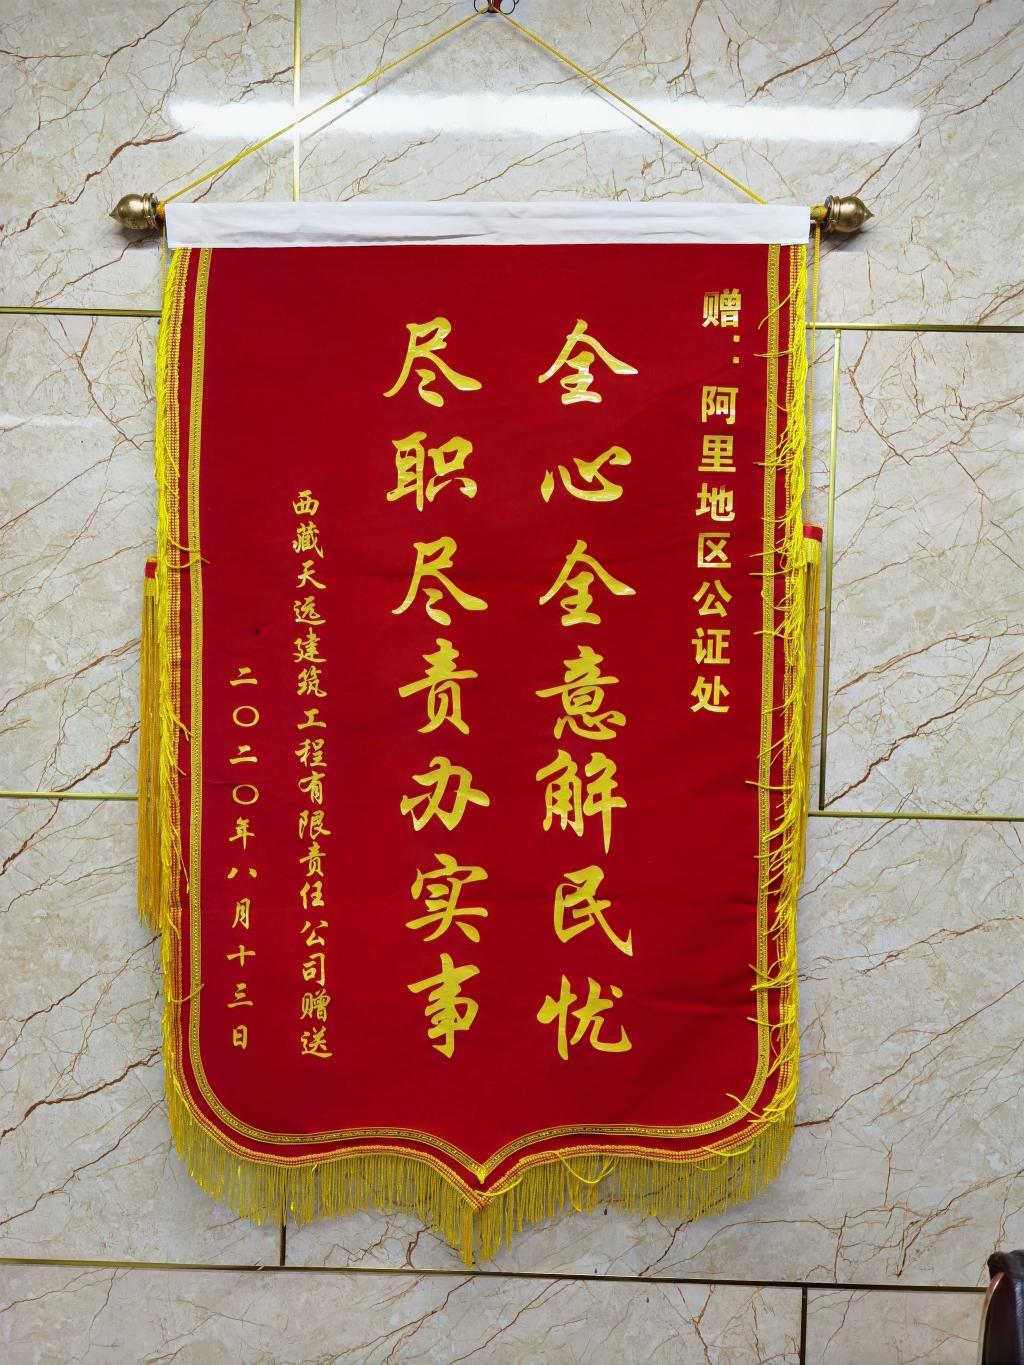 赠：阿里地区公证处
全心全意解民忧
尽职尽责办实事
西藏天远建筑工程有限责任公司赠送
二〇二〇年八月十三日